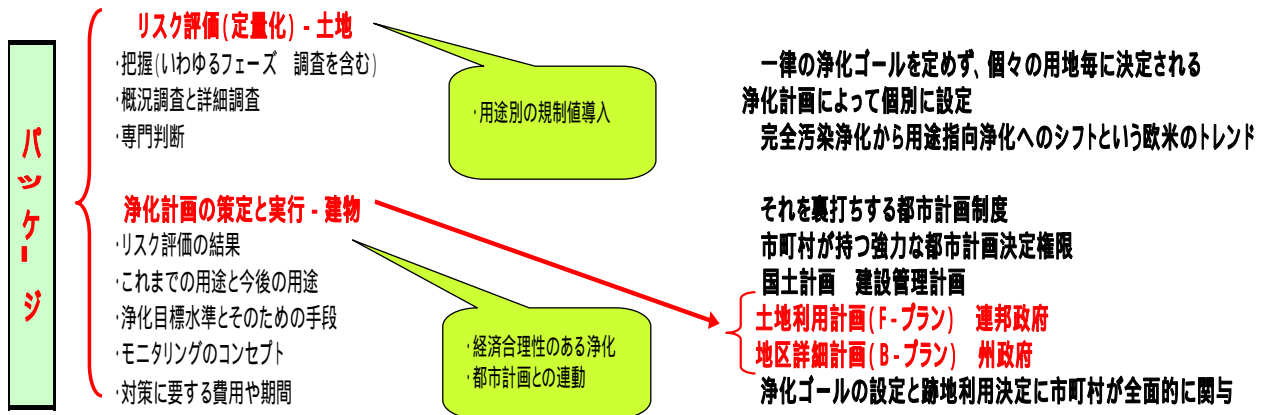 パッケージ
リスク評価(定量化) - 土地
・把握(いわゆるフェーズ　調査を含む)
・概況調査と詳細調査
・専門判断
・用途別の規制値導入
浄化計画の策定と実行 - 建物
・リスク評価の結果
・これまでの用途と今後の用途
・浄化目標水準とそのための手段
・モニタリングのコンセプト
・対策に要する費用や期間
・経済合理性のある浄化
・都市計画との連動
一律の浄化ゴールを定めず、個々の用地毎に決定される
浄化計画によって個別に設定
完全汚染浄化から用途指向浄化へのシフトという欧米のトレンド
それを裏打ちする都市計画制度
市町村が持つ強力な都市計画決定権限
国土計画　建設管理計画
土地利用計画(F-プラン)　連邦政府
地区詳細計画(B-プラン)　州政府
浄化ゴールの設定と跡地利用決定に市町村が全面的に関与